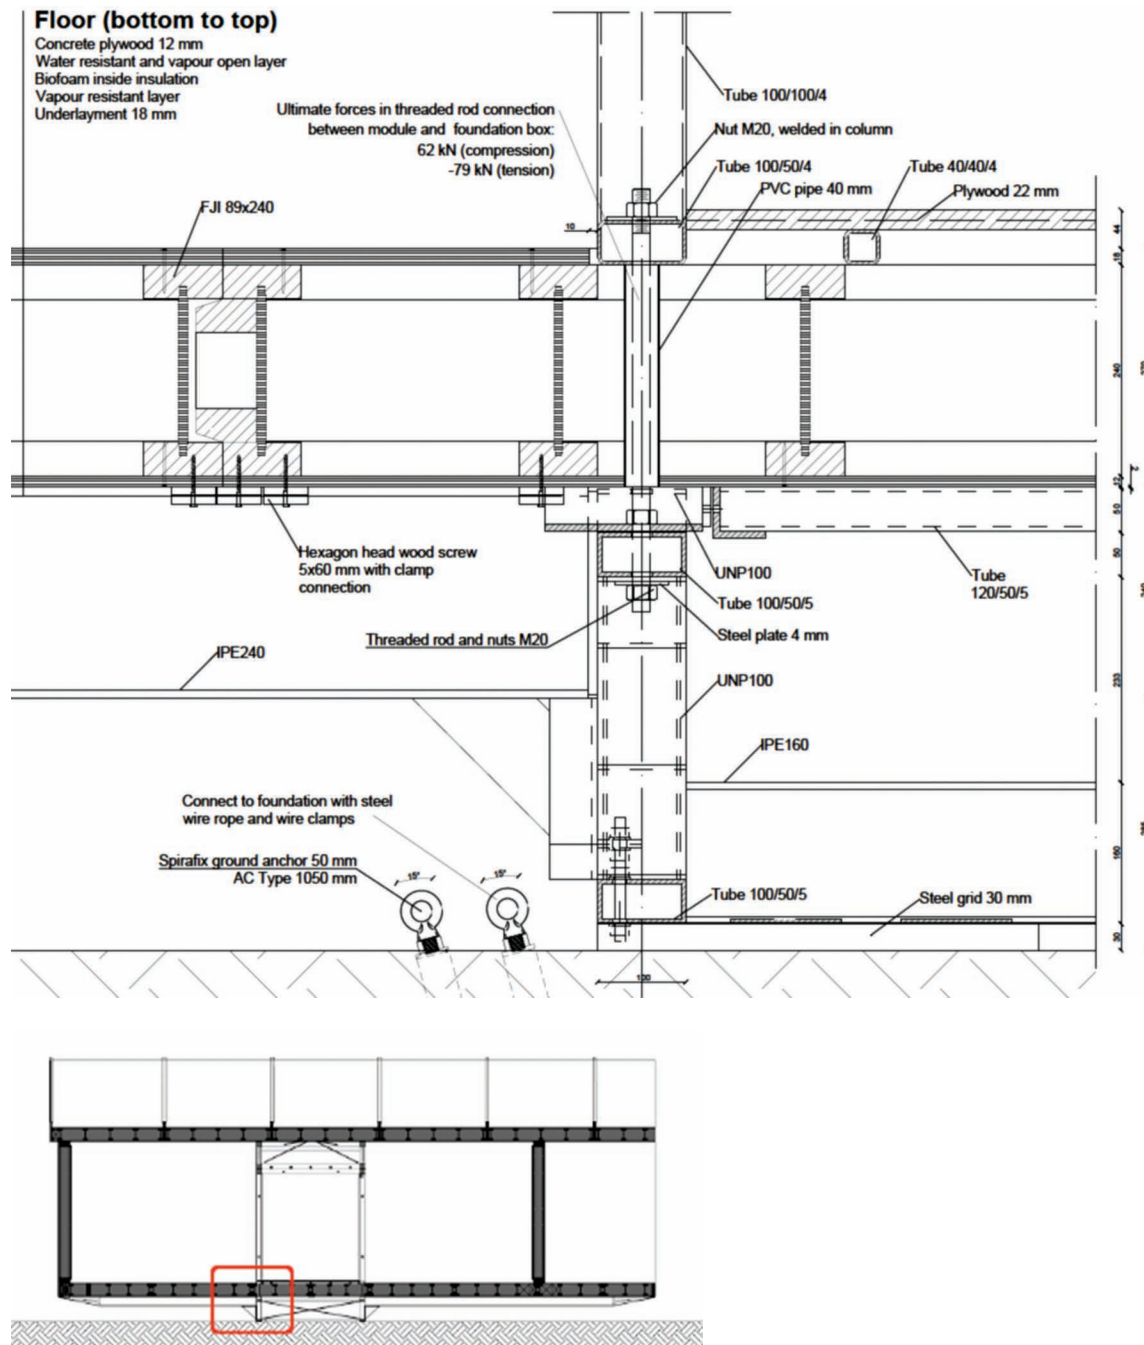 Floor (bottom to top)
Concrete plywood 12 mm
Water resistant and vapour open layer
Biofoam inside insulation
Vapour resistant layer
Underlayment 18 mm
Ultimate forces in threaded rod connection
between module and foundation box:
62 kN (compression)
-79 kN (tension)
Tube 100/100/4
Nut M20, welded in column
Tube 100/50/4
Tube 40/40/4
PVC pipe 40 mm
Plywood 22 mm
FJI 89x240
10
44
18
240
2
12
50
50
Hexagon head wood screw
5x60 mm with clamp
connection
UNP100
Tube
120/50/5
Tube 100/50/5
Threaded rod and nuts M20
Steel plate 4 mm
IPE240
UNP100
233
IPE160
Connect to foundation with steel
wire rope and wire clamps
Spirafix ground anchor 50 mm
AC Type 1050 mm
160
15°
15°
Tube 100/50/5
Steel grid 30 mm
30
100